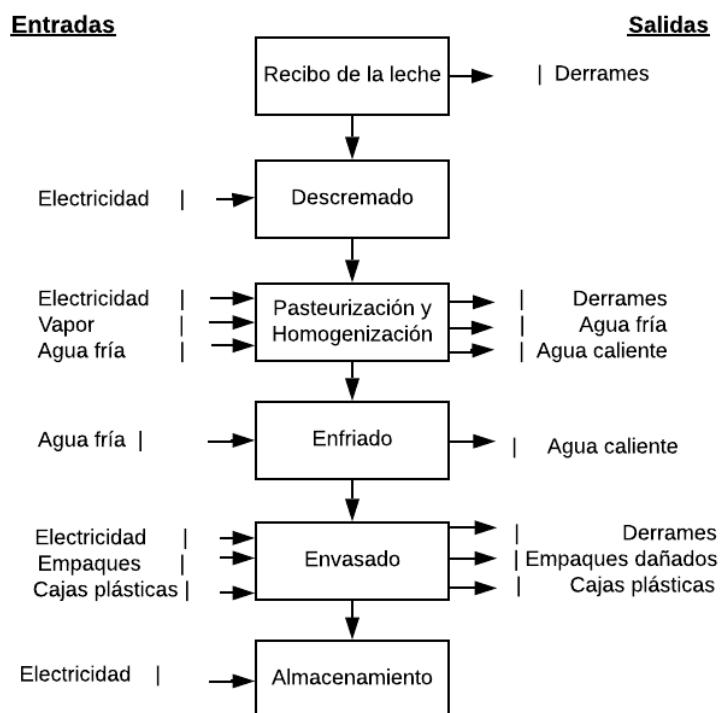 Entradas
Salidas
Recibo de la leche
| Derrames
Electricidad |
Descremado
Electricidad |
Vapor |
Agua fría |
Pasteurización y
Homogenización
| Derrames
| Agua fría
| Agua caliente
Agua fría |
Enfriado
| Agua caliente
Electricidad |
Empaques |
Cajas plásticas |
Envasado
| Derrames
| Empaques dañados
| Cajas plásticas
Electricidad |
Almacenamiento